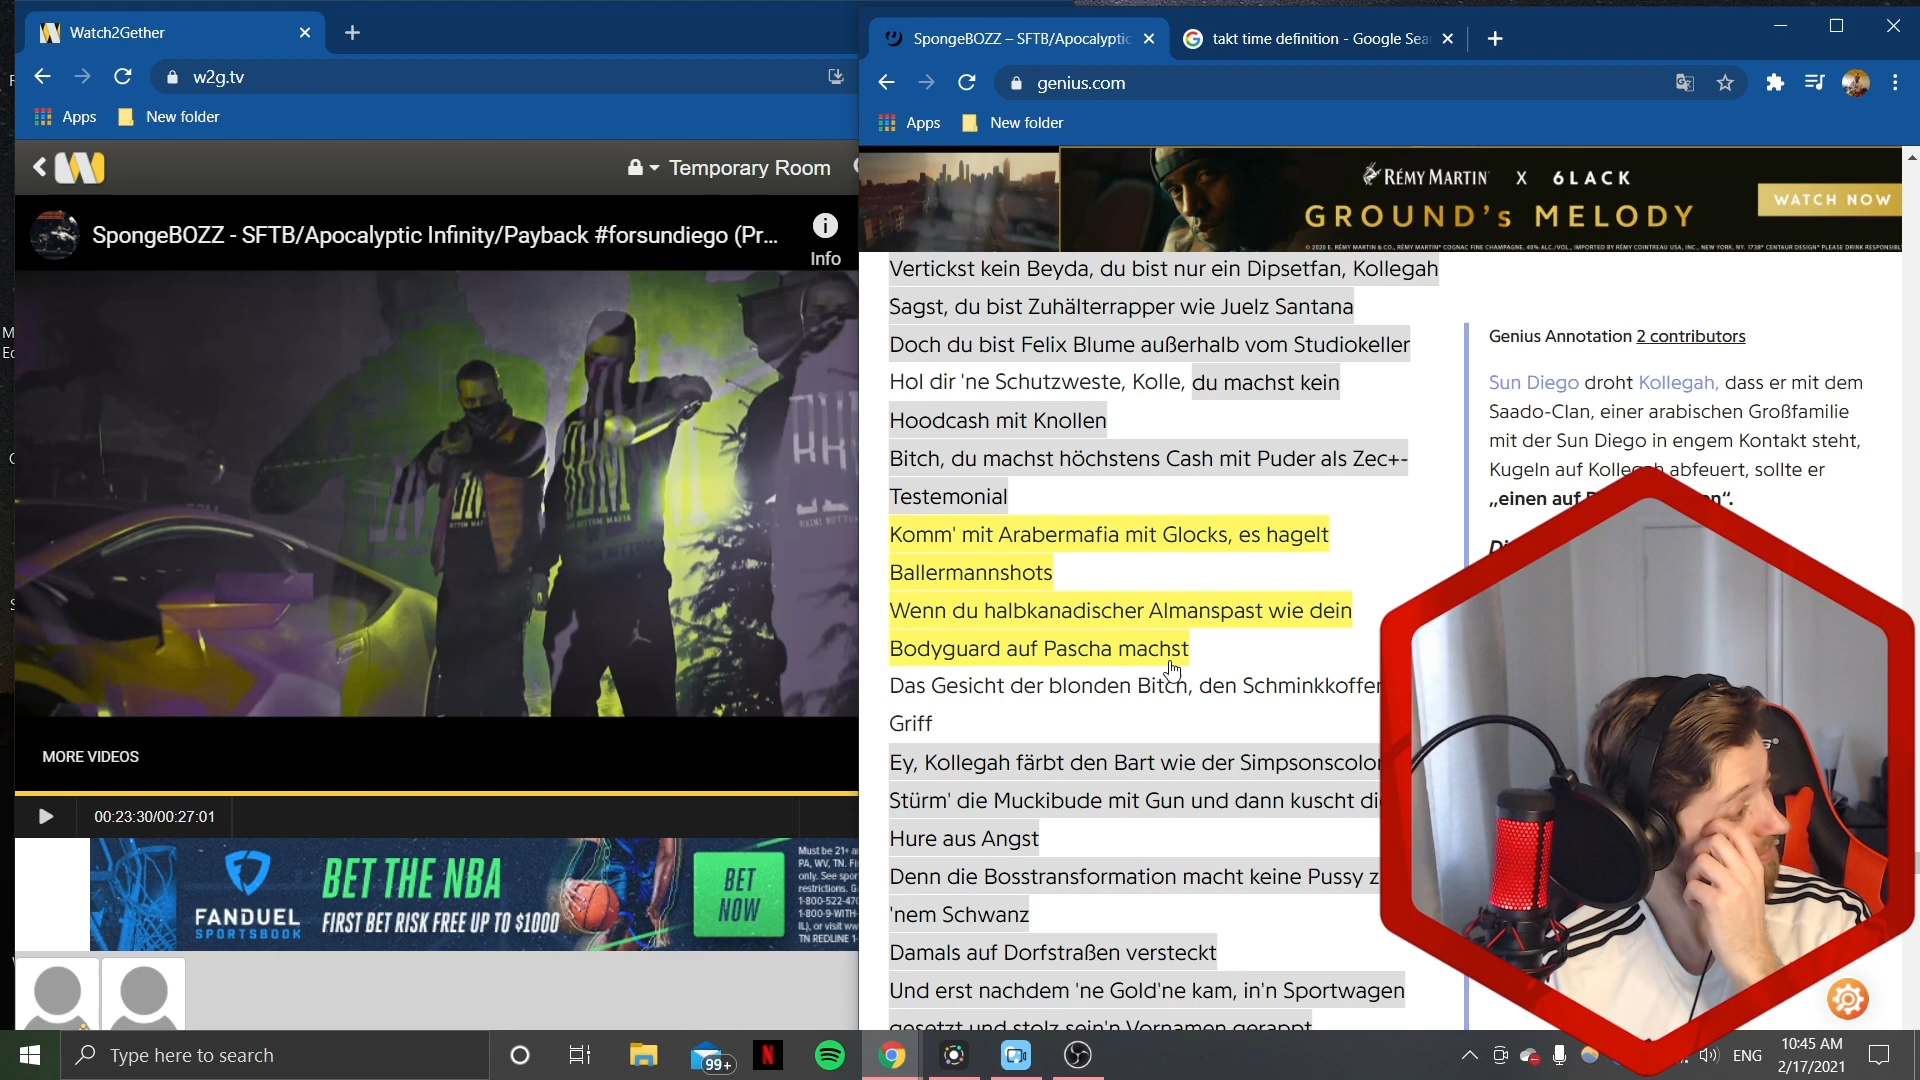 Watch2Gether
w2g.tv
Apps
New folder
Temporary Room
SpongeBOZZ - SFTB/Apocalyptic Infinity/Payback #forsundiego (Pr...
Info
MORE VIDEOS
00:23:30/00:27:01
FANDUEL
SPORTSBOOK
BET THE NBA
FIRST BET RISK FREE UP TO $1000
BET
NOW
SpongeBOZZ – SFTB/Apocalyptic
takt time definition - Google Sea
genius.com
Apps
New folder
RÉMY MARTIN X 6LACK
GROUND's MELODY
WATCH NOW
Vertickst kein Beyda, du bist nur ein Dipsetfan, Kollegah
Sagst, du bist Zuhälterrapper wie Juelz Santana
Doch du bist Felix Blume außerhalb vom Studiokeller
Hol dir 'ne Schutzweste, Kolle, du machst kein
Hoodcash mit Knollen
Bitch, du machst höchstens Cash mit Puder als Zec+-
Testemonial
Komm' mit Arabermafia mit Glocks, es hagelt
Ballermannshots
Wenn du halbkanadischer Almanspast wie dein
Bodyguard auf Pascha machst
Das Gesicht der blonden Bitch, den Schminkkoffer
Griff
Ey, Kollegah färbt den Bart wie der Simpsonscolor
Stürm' die Muckibude mit Gun und dann kuscht di
Hure aus Angst
Denn die Bosstransformation macht keine Pussy z
'nem Schwanz
Damals auf Dorfstraßen versteckt
Und erst nachdem 'ne Gold'ne kam, in'n Sportwagen
gesetzt und stolz sein'n Vornamen gerappt
Genius Annotation 2 contributors
Sun Diego droht Kollegah, dass er mit dem
Saado-Clan, einer arabischen Großfamilie
mit der Sun Diego in engem Kontakt steht,
Kugeln auf Kollegah abfeuert, sollte er
„einen auf
Type here to search
99+
ENG
10:45 AM
2/17/2021